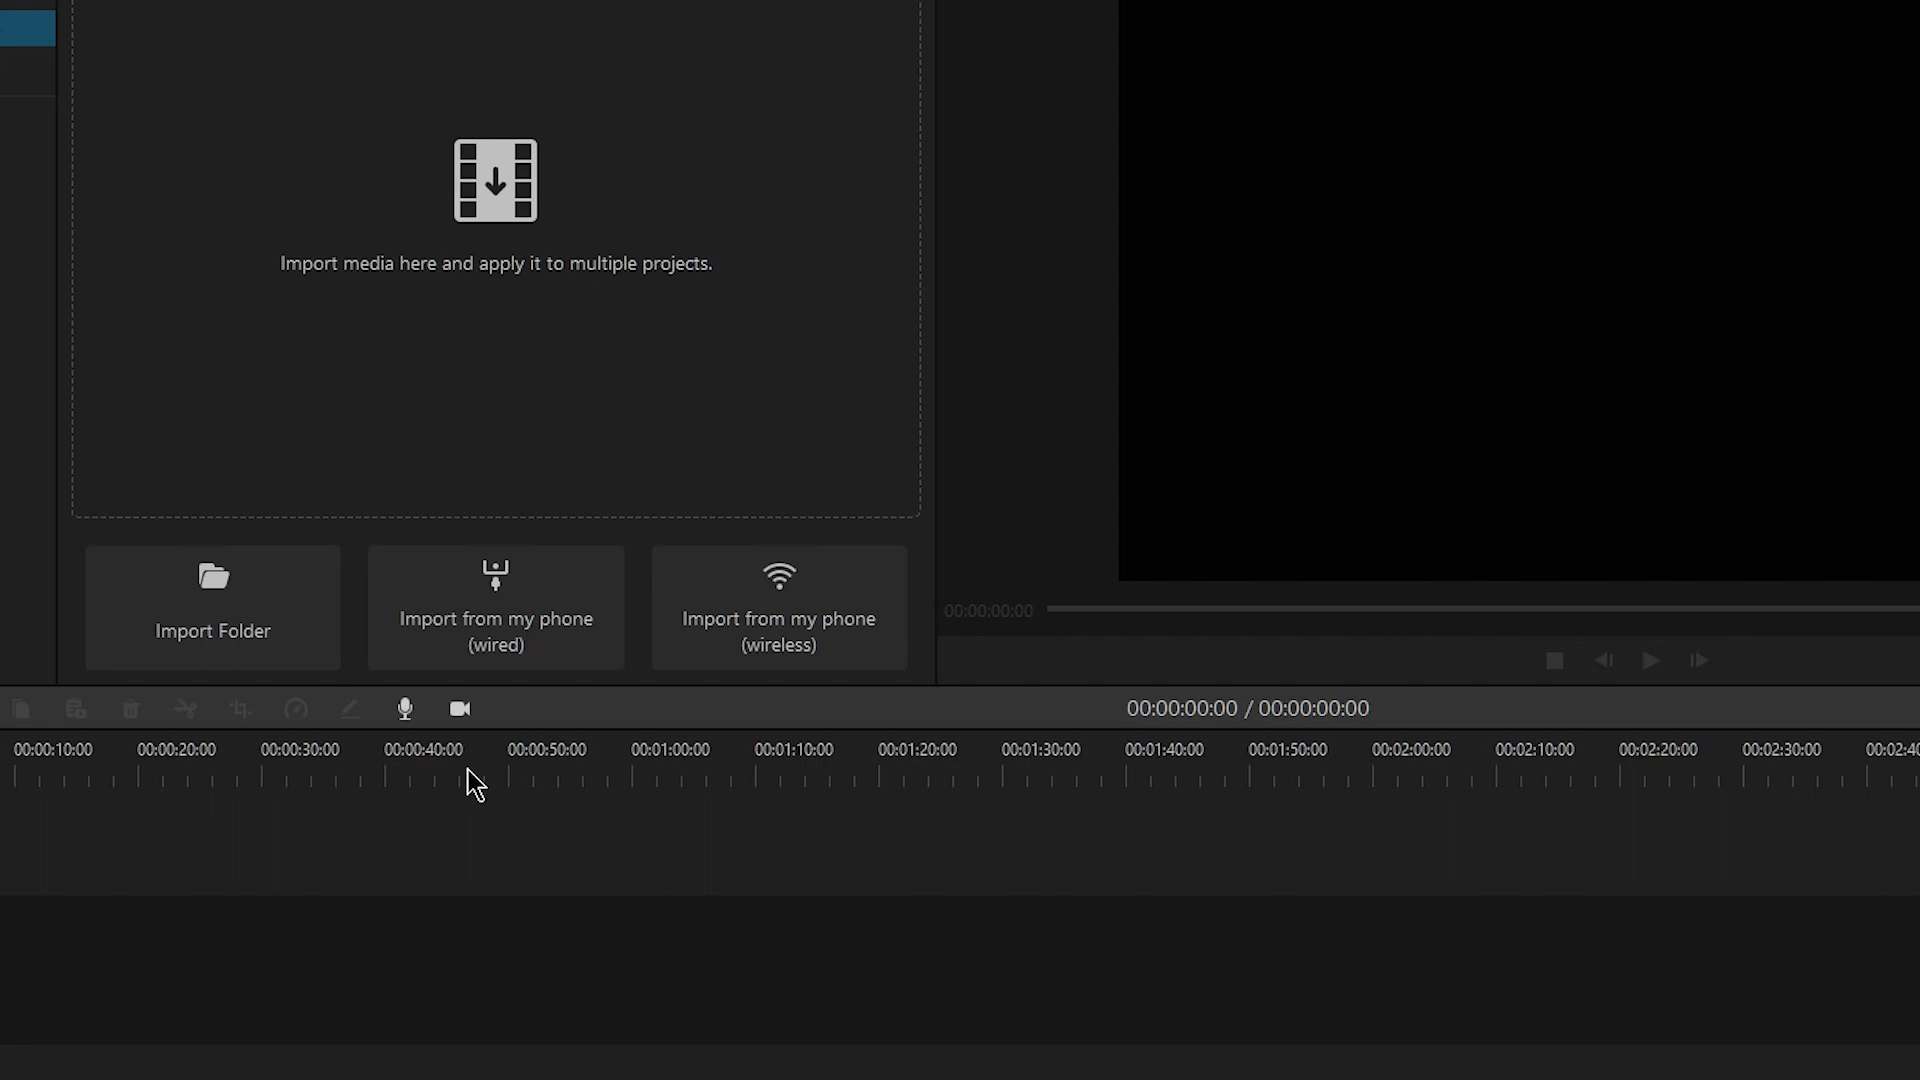 Import media here and apply it to multiple projects.
Import Folder
Import from my phone
(wired)
Import from my phone
(wireless)
00:00:00:00
00:00:00:00 / 00:00:00:00
00:00:10:00 00:00:20:00 00:00:30:00 00:00:40:00 00:00:50:00 00:01:00:00 00:01:10:00 00:01:20:00 00:01:30:00 00:01:40:00 00:01:50:00 00:02:00:00 00:02:10:00 00:02:20:00 00:02:30:00 00:02:40